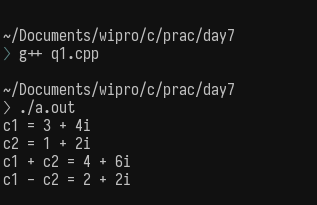 ~/Documents/wipro/c/prac/day7
> g++ q1.cpp
~/Documents/wipro/c/prac/day7
> ./a.out
c1 = 3 + 4i
c2 = 1 + 2i
c1 + c2 = 4 + 6i
c1 - c2 = 2 + 2i